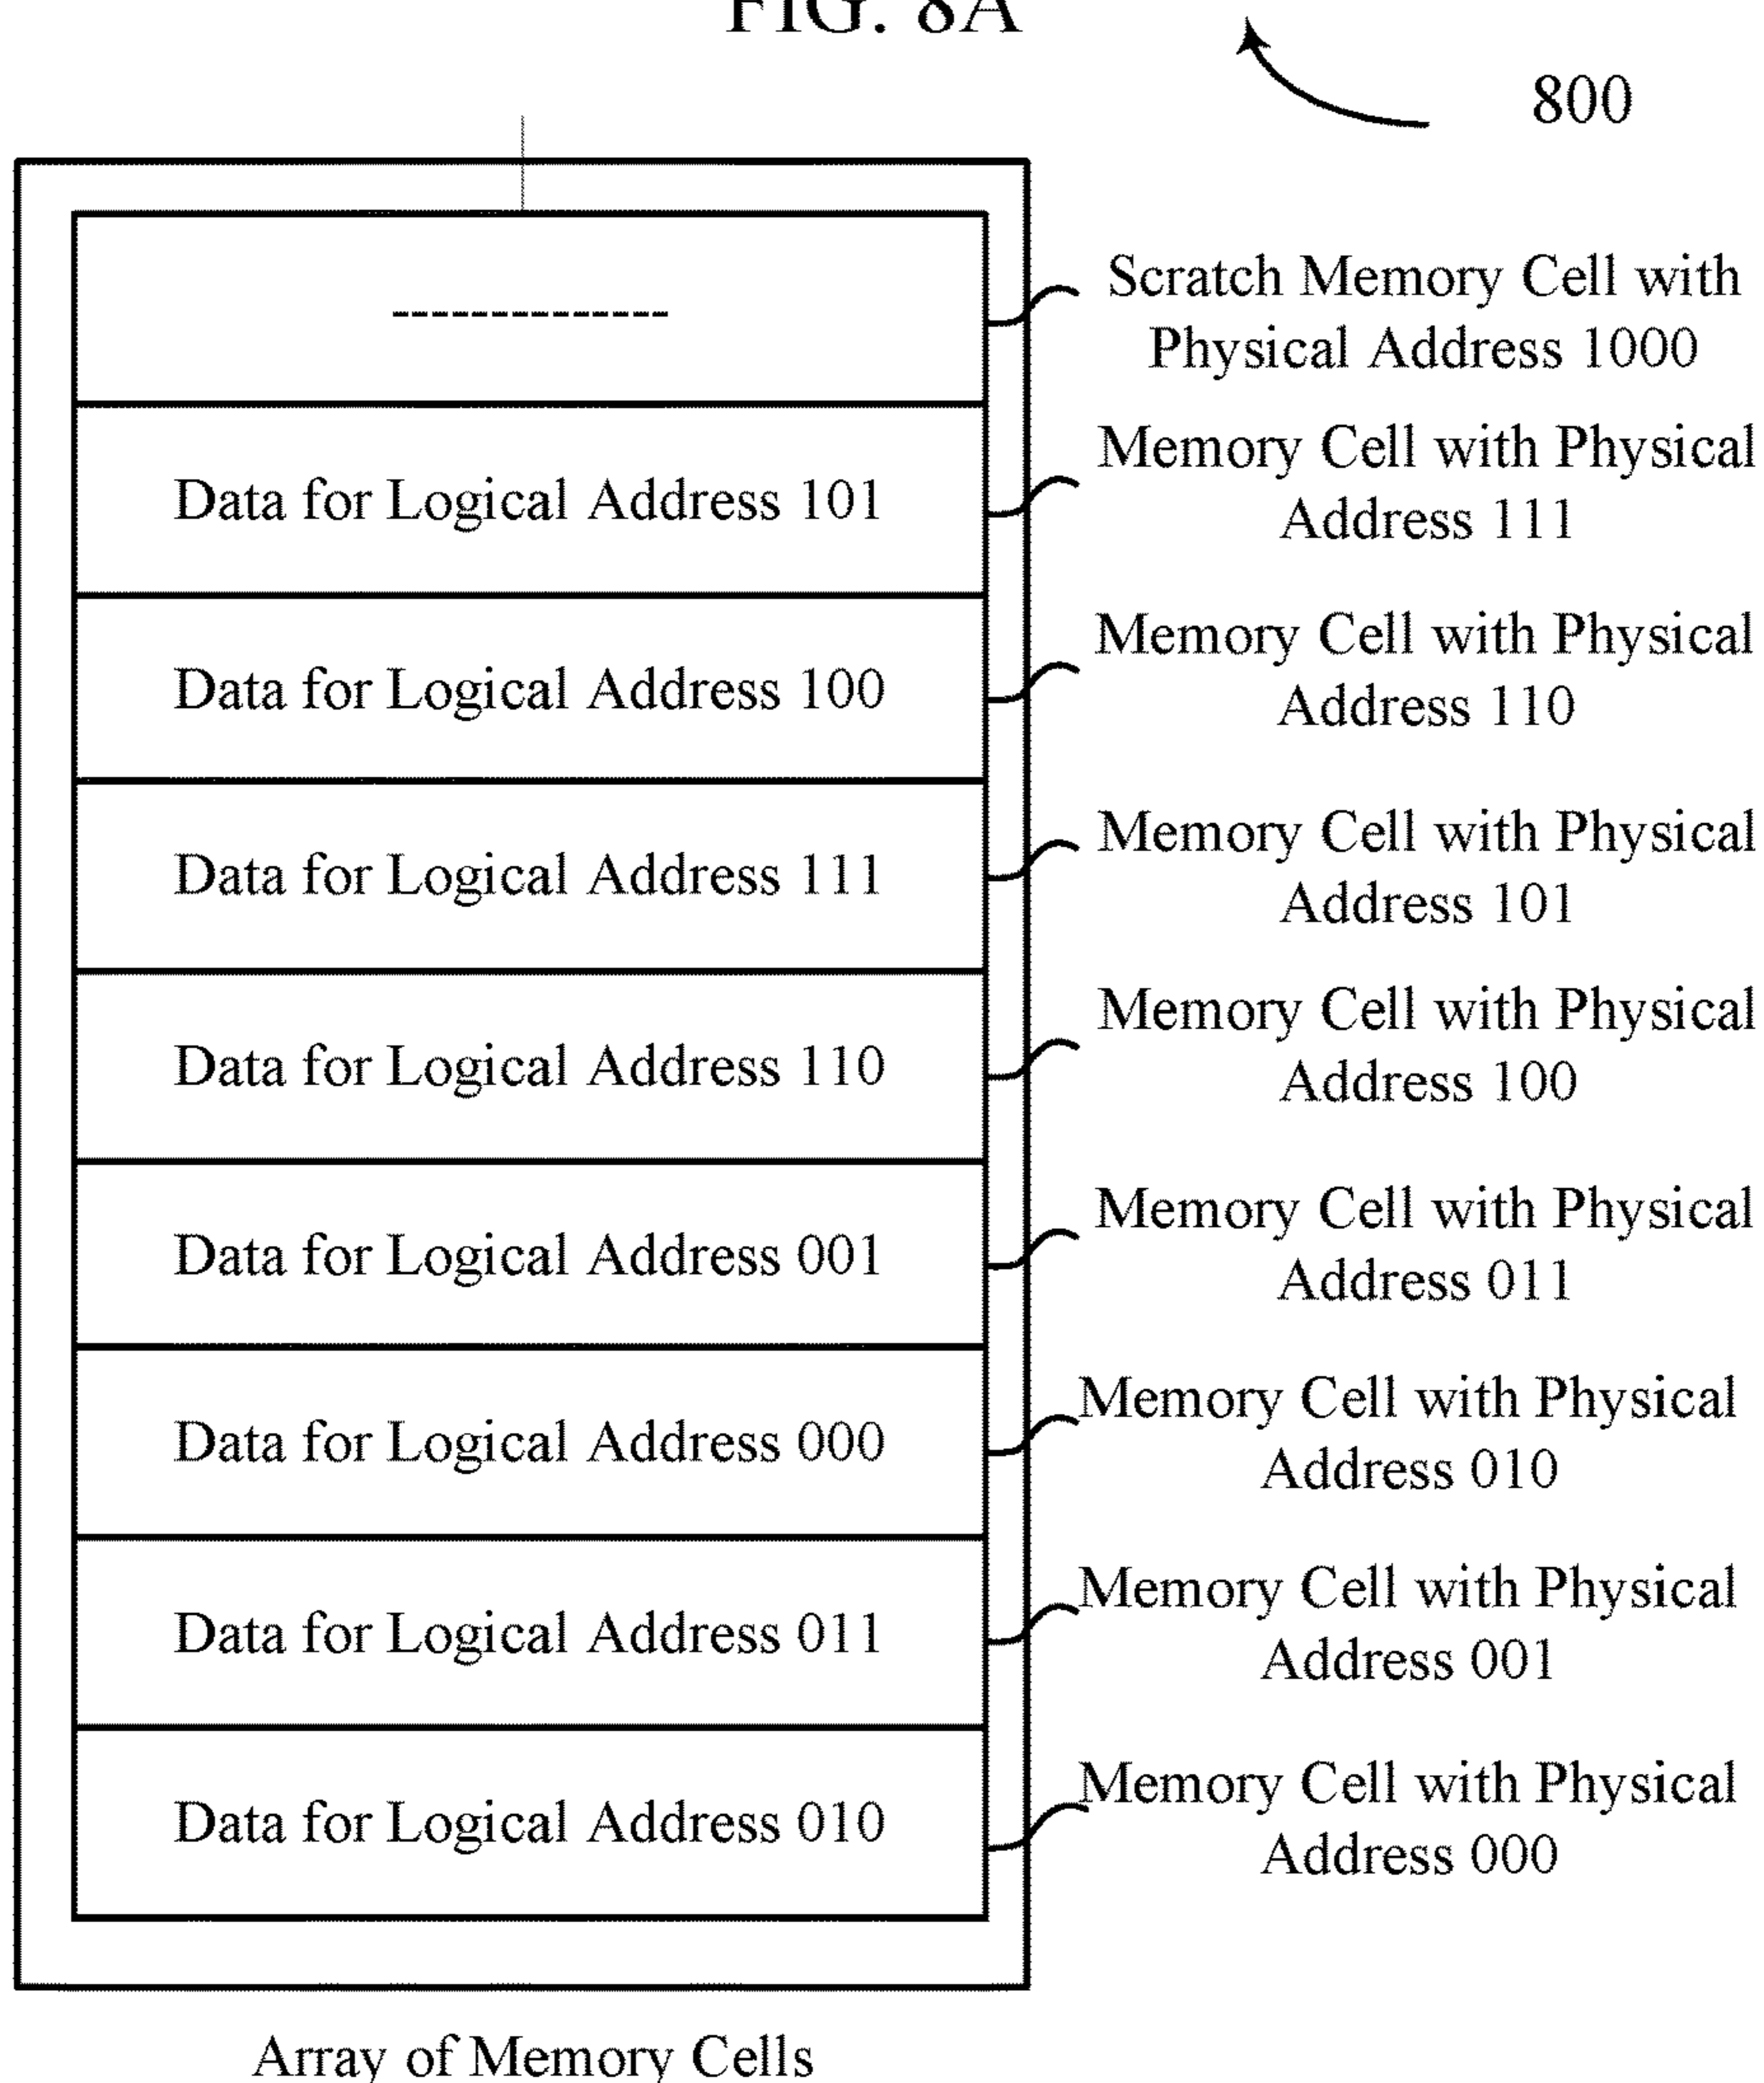 FIG. 8A
800
Scratch Memory Cell with
Physical Address 1000
Data for Logical Address 101
Memory Cell with Physical
Address 111
Data for Logical Address 100
Memory Cell with Physical
Address 110
Data for Logical Address 111
Memory Cell with Physical
Address 101
Data for Logical Address 110
Memory Cell with Physical
Address 100
Data for Logical Address 001
Memory Cell with Physical
Address 011
Data for Logical Address 000
Memory Cell with Physical
Address 010
Data for Logical Address 011
Memory Cell with Physical
Address 001
Data for Logical Address 010
Memory Cell with Physical
Address 000
Array of Memory Cells